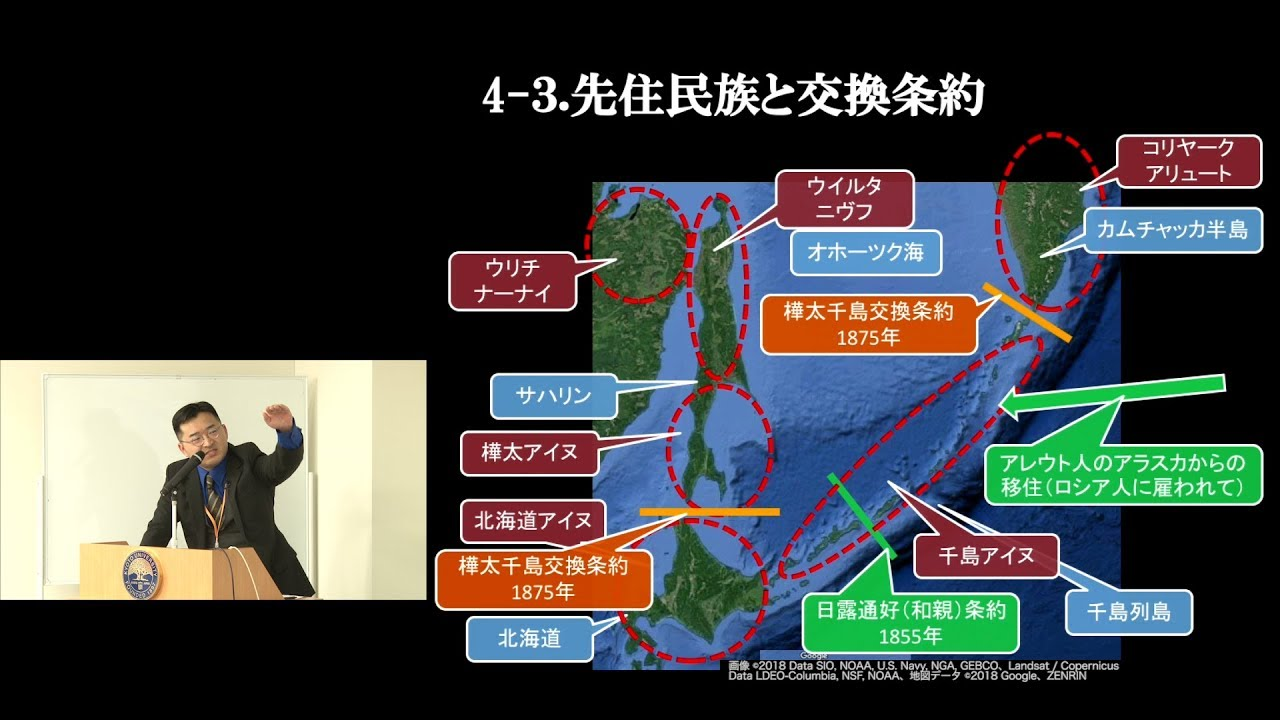 4-3.先住民族と交換条約
コリヤーク
アリュート
ウイルタ
ニヴフ
カムチャッカ半島
オホーツク海
ウリチ
ナーナイ
樺太千島交換条約
1875年
サハリン
樺太アイヌ
アレウト人のアラスカからの
移住（ロシア人に雇われて）
北海道アイヌ
千島アイヌ
樺太千島交換条約
1875年
日露通好（和親）条約
1855年
千島列島
北海道
Google
画像 ©2018 Data SIO, NOAA, U.S. Navy, NGA, GEBCO、Landsat / Copernicus
Data LDEO-Columbia, NSF, NOAA、地図データ ©2018 Google、ZENRIN